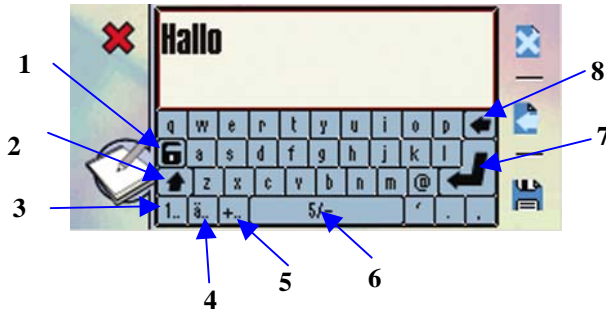 Hallo
1 8
q w e r t y u i o p
a s d f g h j k l 7
2
z x c v b n m @
3 1.. ä.. +.. 5/– ‘ . ,
4 5 6